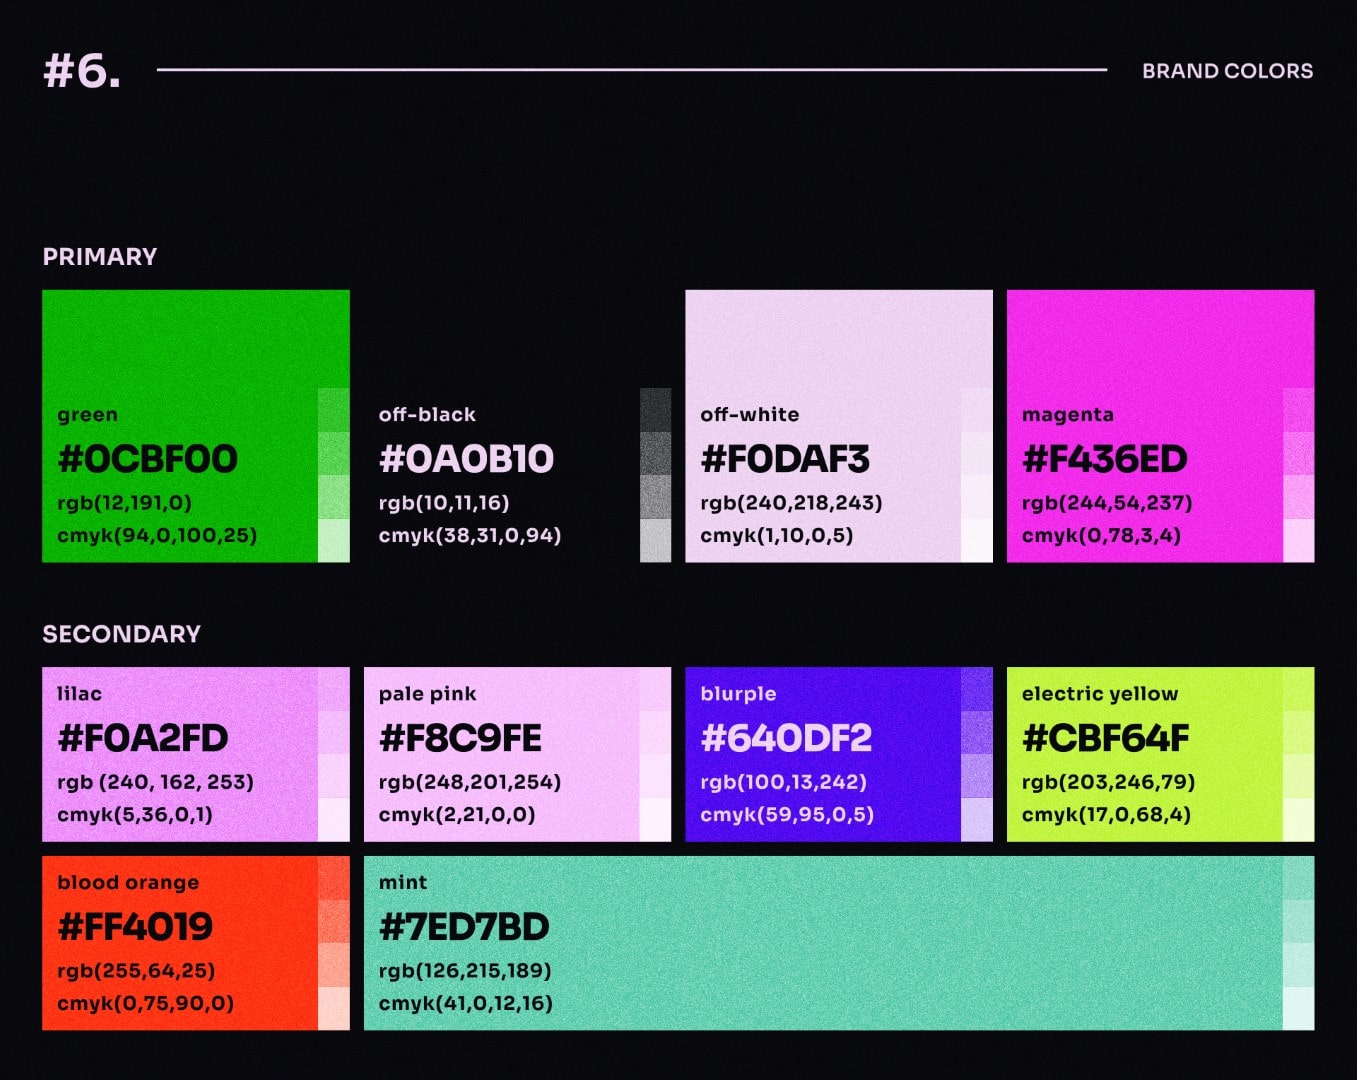 #6.
BRAND COLORS
PRIMARY
green
#0CBF00
rgb(12,191,0)
cmyk(94,0,100,25)
off-black
#0A0B10
rgb(10,11,16)
cmyk(38,31,0,94)
off-white
#F0DAF3
rgb(240,218,243)
cmyk(1,10,0,5)
magenta
#F436ED
rgb(244,54,237)
cmyk(0,78,3,4)
SECONDARY
lilac
#F0A2FD
rgb (240, 162, 253)
cmyk(5,36,0,1)
pale pink
#F8C9FE
rgb(248,201,254)
cmyk(2,21,0,0)
blurple
#640DF2
rgb(100,13,242)
cmyk(59,95,0,5)
electric yellow
#CBF64F
rgb(203,246,79)
cmyk(17,0,68,4)
blood orange
#FF4019
rgb(255,64,25)
cmyk(0,75,90,0)
mint
#7ED7BD
rgb(126,215,189)
cmyk(41,0,12,16)